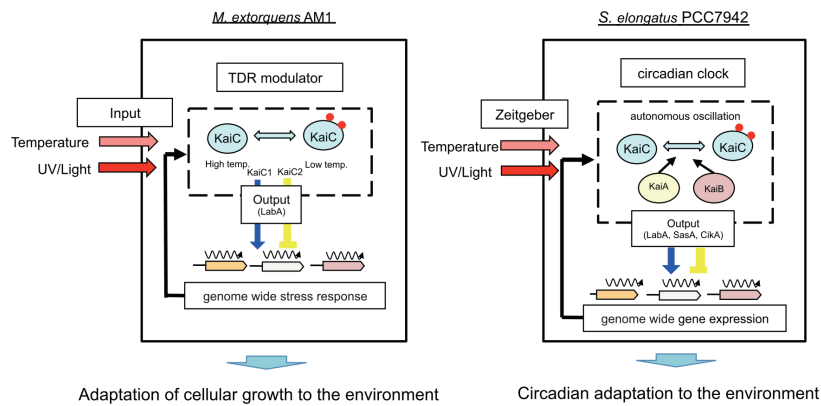 M. extorquens AM1
TDR modulator
Input
Temperature
UV/Light
KaiC
KaiC
High temp.
Low temp.
KaiC1
KaiC2
Output
(LabA)
genome wide stress response
Adaptation of cellular growth to the environment
S. elongatus PCC7942
circadian clock
Zeitgeber
autonomous oscillation
Temperature
UV/Light
KaiC
KaiC
KaiA
KaiB
Output
(LabA, SasA, CikA)
genome wide gene expression
Circadian adaptation to the environment